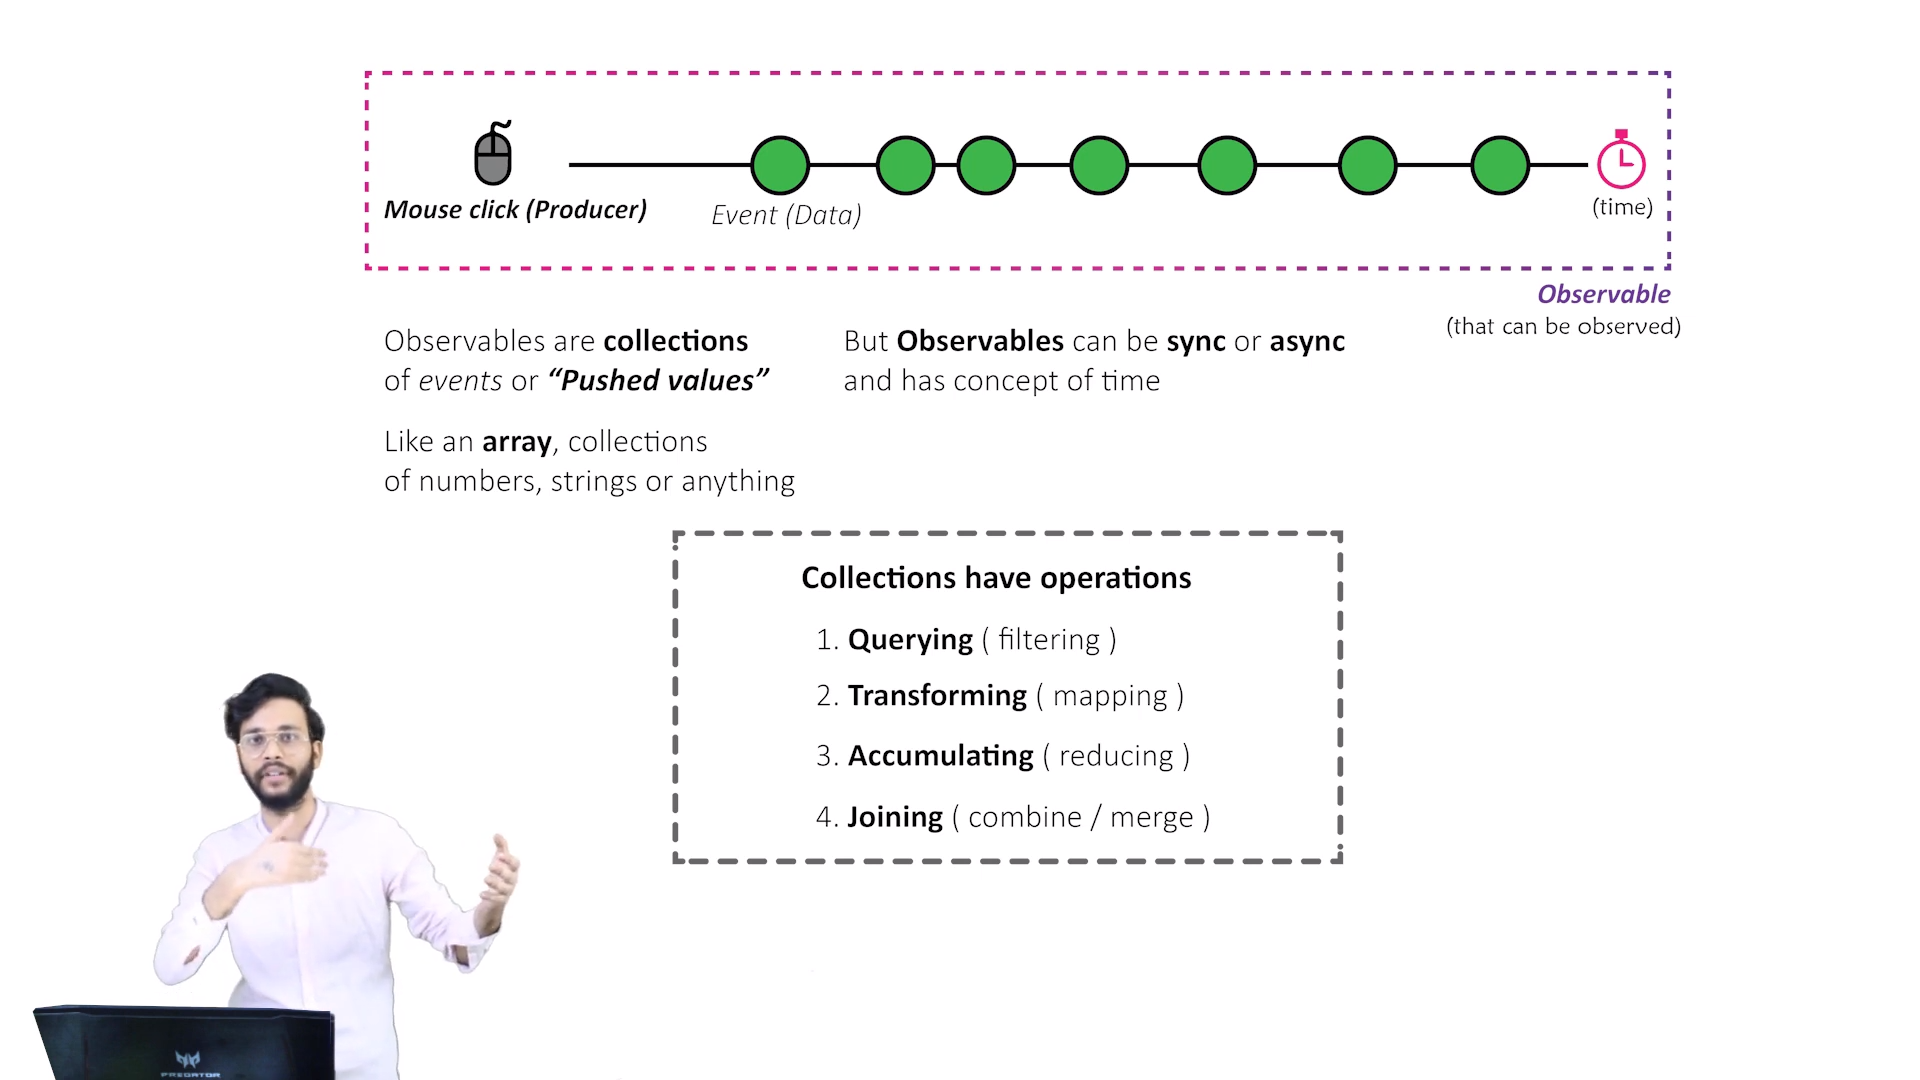 Mouse click (Producer)
Event (Data)
(time)
Observable
(that can be observed)
Observables are collections
of events or “Pushed values”
But Observables can be sync or async
and has concept of time
Like an array, collections
of numbers, strings or anything
Collections have operations
1. Querying ( filtering )
2. Transforming ( mapping )
3. Accumulating ( reducing )
4. Joining ( combine / merge )
PREDATOR